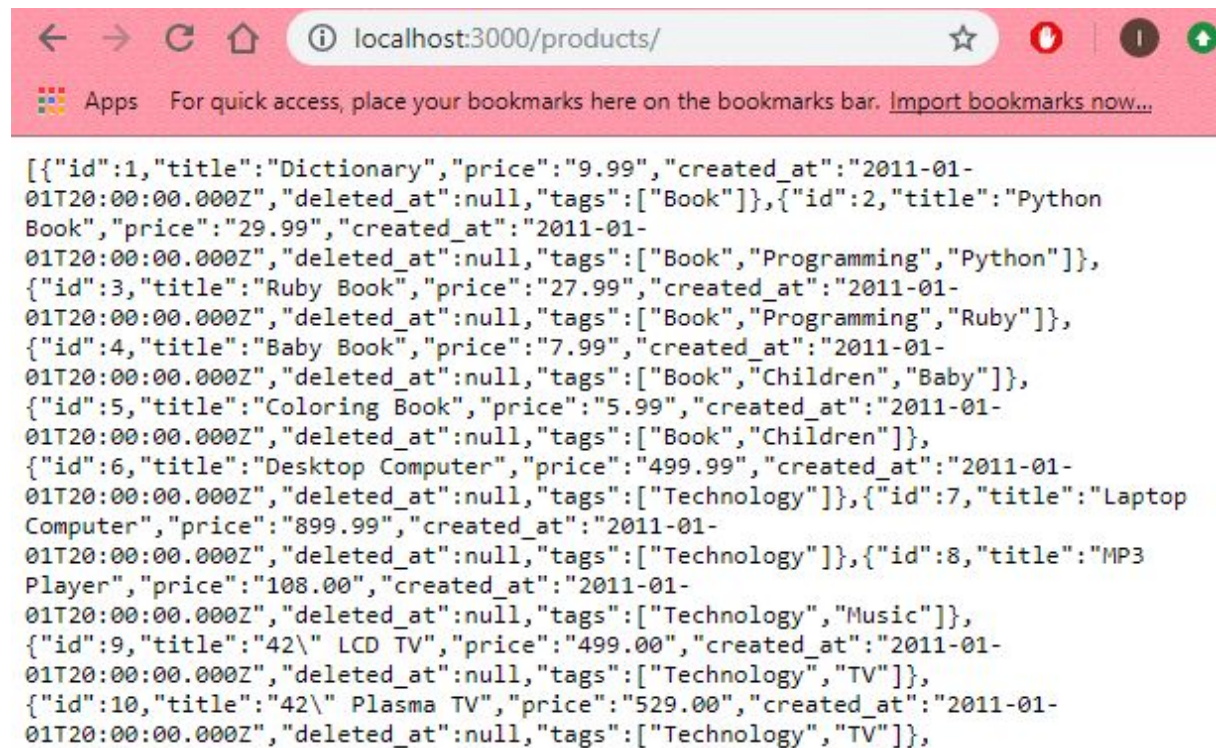 localhost:3000/products/
I
Apps For quick access, place your bookmarks here on the bookmarks bar. Import bookmarks now...
[{"id":1,"title":"Dictionary","price":"9.99","created_at":"2011-01-
01T20:00:00.000Z","deleted_at":null,"tags":["Book"]},{"id":2,"title":"Python
Book","price":"29.99","created_at":"2011-01-
01T20:00:00.000Z","deleted_at":null,"tags":["Book","Programming","Python"]},
{"id":3,"title":"Ruby Book","price":"27.99","created_at":"2011-01-
01T20:00:00.000Z","deleted_at":null,"tags":["Book","Programming","Ruby"]},
{"id":4,"title":"Baby Book","price":"7.99","created_at":"2011-01-
01T20:00:00.000Z","deleted_at":null,"tags":["Book","Children","Baby"]},
{"id":5,"title":"Coloring Book","price":"5.99","created_at":"2011-01-
01T20:00:00.000Z","deleted_at":null,"tags":["Book","Children"]},
{"id":6,"title":"Desktop Computer","price":"499.99","created_at":"2011-01-
01T20:00:00.000Z","deleted_at":null,"tags":["Technology"]},{"id":7,"title":"Laptop
Computer","price":"899.99","created_at":"2011-01-
01T20:00:00.000Z","deleted_at":null,"tags":["Technology"]},{"id":8,"title":"MP3
Player","price":"108.00","created_at":"2011-01-
01T20:00:00.000Z","deleted_at":null,"tags":["Technology","Music"]},
{"id":9,"title":"42\" LCD TV","price":"499.00","created_at":"2011-01-
01T20:00:00.000Z","deleted_at":null,"tags":["Technology","TV"]},
{"id":10,"title":"42\" Plasma TV","price":"529.00","created_at":"2011-01-
01T20:00:00.000Z","deleted_at":null,"tags":["Technology","TV"]},